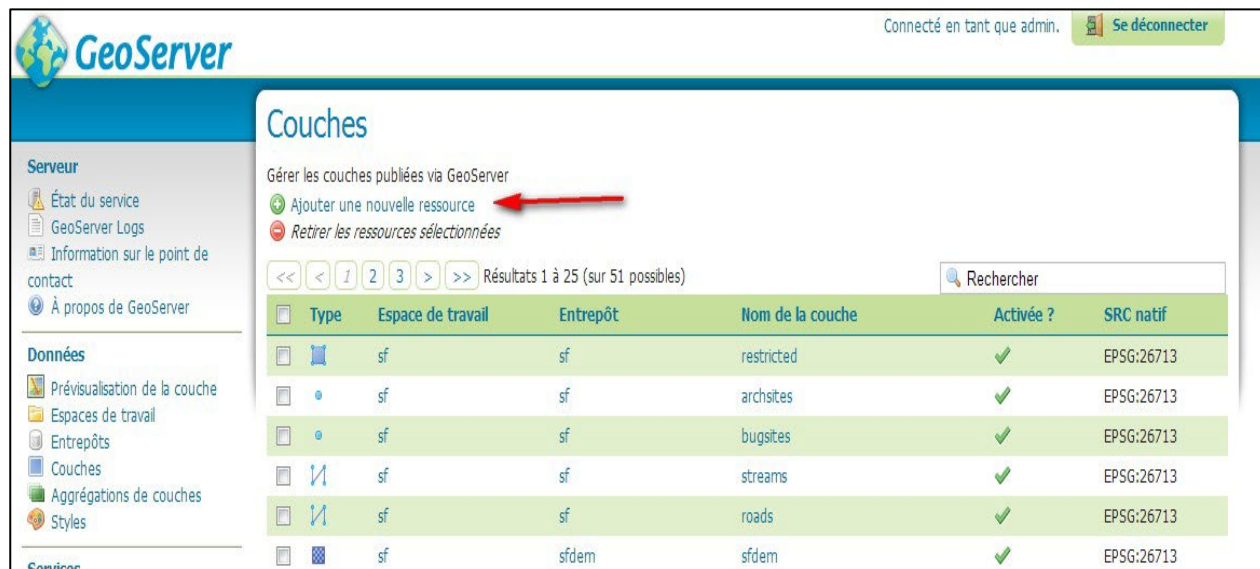 GeoServer
Connecté en tant que admin.
Se déconnecter
Couches
Gérer les couches publiées via GeoServer
Ajouter une nouvelle ressource
Retirer les ressources sélectionnées
<< < 1 2 3 > >> Résultats 1 à 25 (sur 51 possibles)
Rechercher
Type Espace de travail Entrepôt Nom de la couche Activée ? SRC natif
sf sf restricted EPSG:26713
sf sf archsites EPSG:26713
sf sf bugsites EPSG:26713
sf sf streams EPSG:26713
sf sf roads EPSG:26713
sf sfdem sfdem EPSG:26713
Serveur
État du service
GeoServer Logs
Information sur le point de
contact
À propos de GeoServer
Données
Prévisualisation de la couche
Espaces de travail
Entrepôts
Couches
Aggrégations de couches
Styles
Services